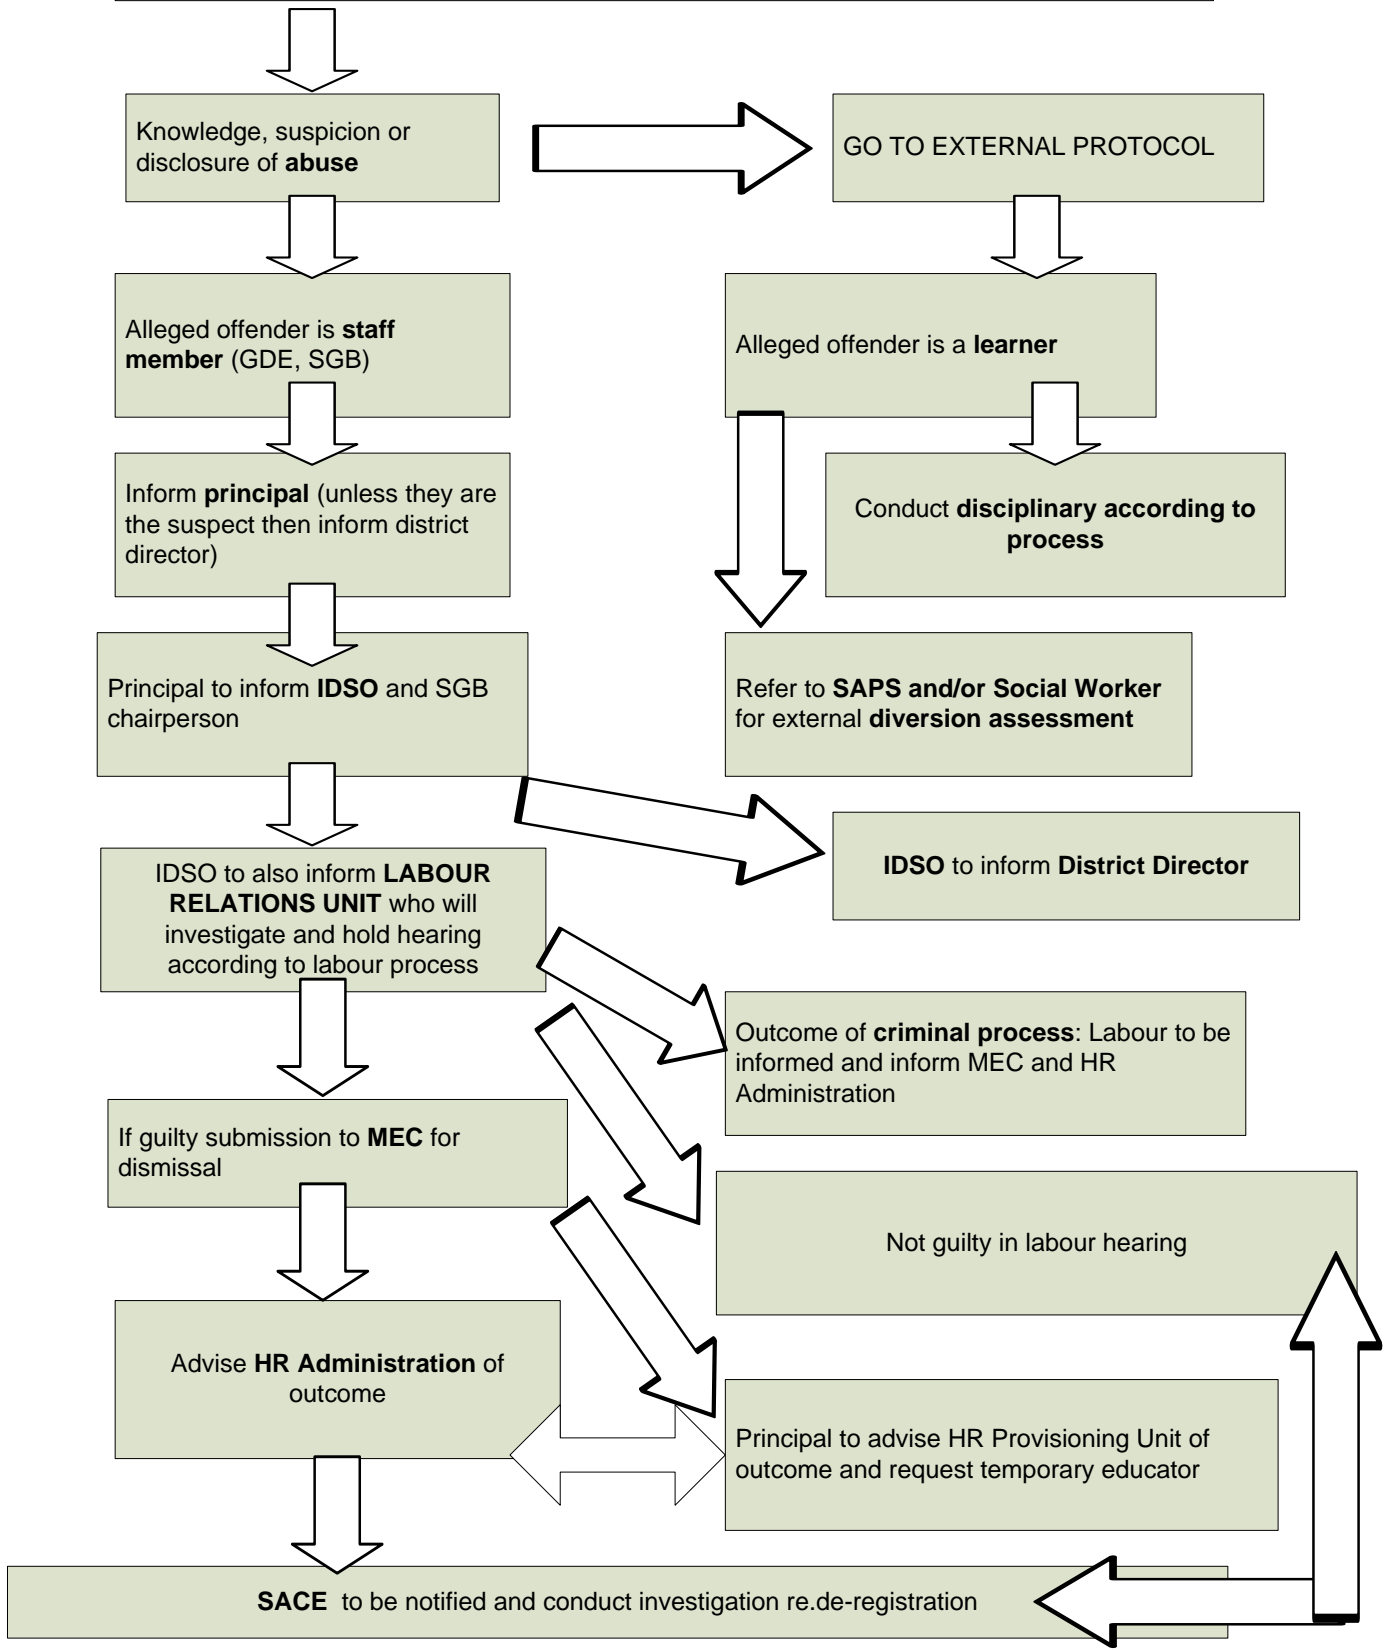 Knowledge, suspicion or
disclosure of abuse
GO TO EXTERNAL PROTOCOL
Alleged offender is staff
member (GDE, SGB)
Alleged offender is a learner
Inform principal (unless they are
the suspect then inform district
director)
Conduct disciplinary according to
process
Principal to inform IDSO and SGB
chairperson
Refer to SAPS and/or Social Worker
for external diversion assessment
IDSO to inform District Director
IDSO to also inform LABOUR
RELATIONS UNIT who will
investigate and hold hearing
according to labour process
Outcome of criminal process: Labour to be
informed and inform MEC and HR
Administration
If guilty submission to MEC for
dismissal
Not guilty in labour hearing
Advise HR Administration of
outcome
Principal to advise HR Provisioning Unit of
outcome and request temporary educator
SACE to be notified and conduct investigation re.de-registration